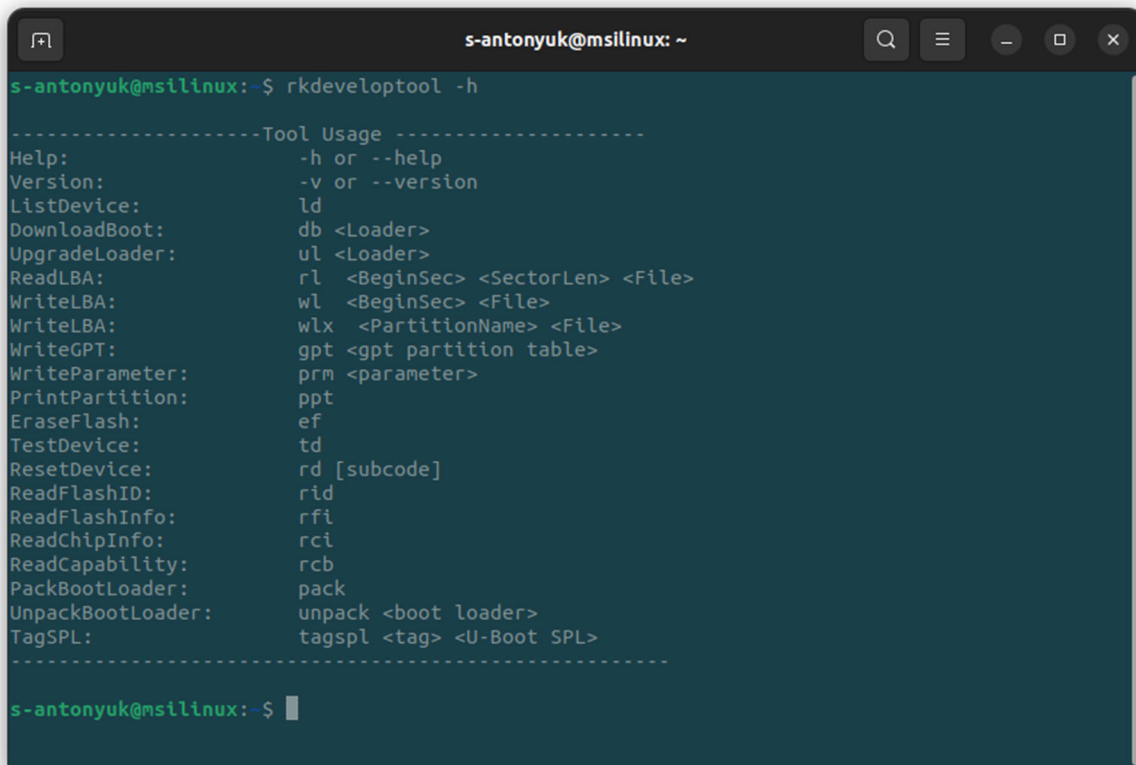 s-antonyuk@msilinux: ~
s-antonyuk@msilinux:~$ rkdeveloptool -h
---------------------Tool Usage ---------------------
Help:                   -h or --help
Version:                -v or --version
ListDevice:             ld
DownloadBoot:           db <Loader>
UpgradeLoader:          ul <Loader>
ReadLBA:                rl  <BeginSec> <SectorLen> <File>
WriteLBA:               wl  <BeginSec> <File>
WriteLBA:               wlx  <PartitionName> <File>
WriteGPT:               gpt <gpt partition table>
WriteParameter:         prm <parameter>
PrintPartition:         ppt
EraseFlash:             ef
TestDevice:             td
ResetDevice:            rd [subcode]
ReadFlashID:            rid
ReadFlashInfo:          rfi
ReadChipInfo:           rci
ReadCapability:         rcb
PackBootLoader:         pack
UnpackBootLoader:       unpack <boot loader>
TagSPL:                 tagspl <tag> <U-Boot SPL>
-------------------------------------------------------
s-antonyuk@msilinux:~$